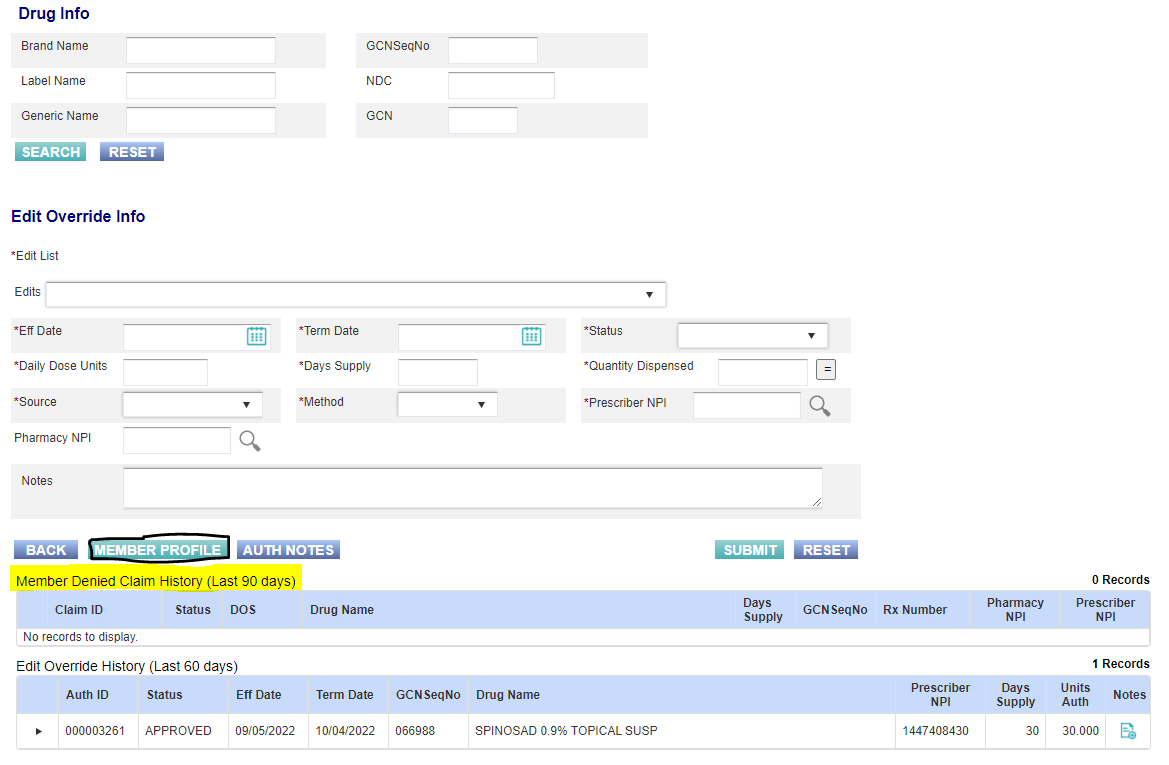 Drug Info
Brand Name GCNSeqNo
Label Name NDC
Generic Name GCN
SEARCH RESET
Edit Override Info
*Edit List
Edits
*Eff Date *Term Date *Status
*Daily Dose Units *Days Supply *Quantity Dispensed =
*Source *Method *Prescriber NPI
Pharmacy NPI
Notes
BACK MEMBER PROFILE AUTH NOTES SUBMIT RESET
Member Denied Claim History (Last 90 days) 0 Records
Claim ID Status DOS Drug Name Days Supply GCNSeqNo Rx Number Pharmacy NPI Prescriber NPI
No records to display.
Edit Override History (Last 60 days) 1 Records
Auth ID Status Eff Date Term Date GCNSeqNo Drug Name Prescriber NPI Days Supply Units Auth Notes
000003261 APPROVED 09/05/2022 10/04/2022 066988 SPINOSAD 0.9% TOPICAL SUSP 1447408430 30 30.000